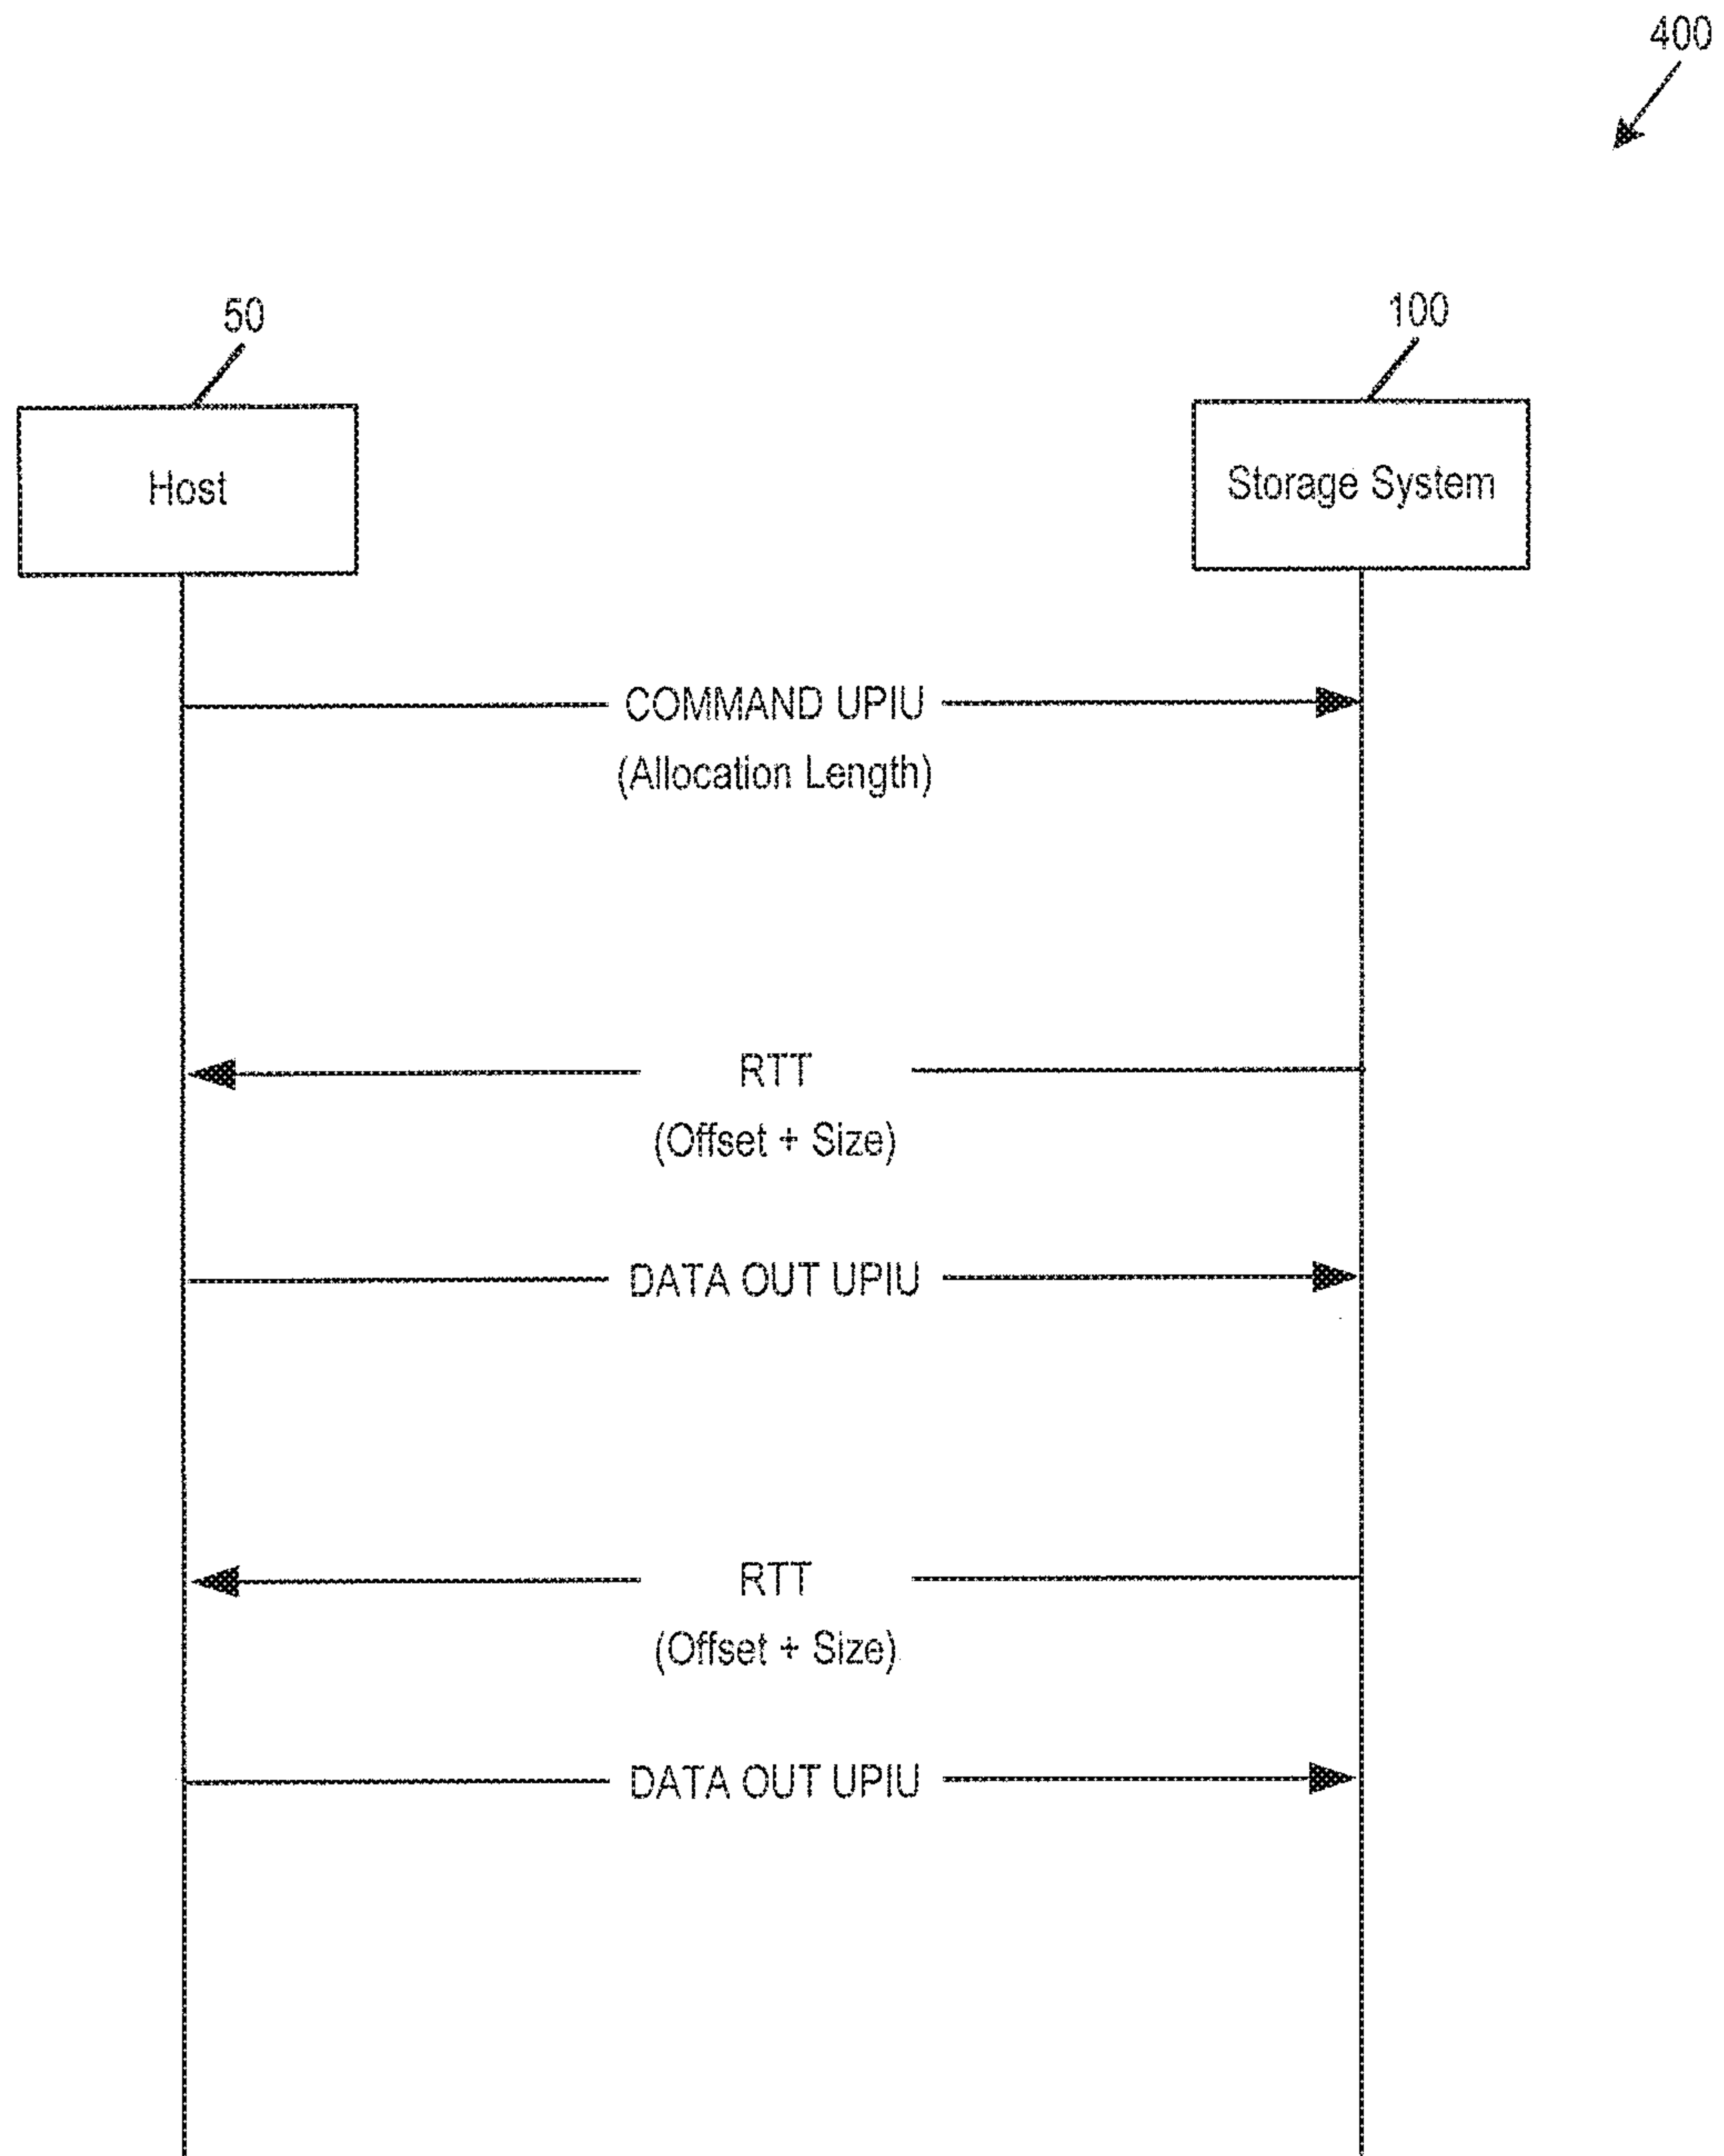 400
50
100
Host
Storage System
COMMAND UPIU
(Allocation Length)
RTT
(Offset + Size)
DATA OUT UPIU
RTT
(Offset + Size)
DATA OUT UPIU